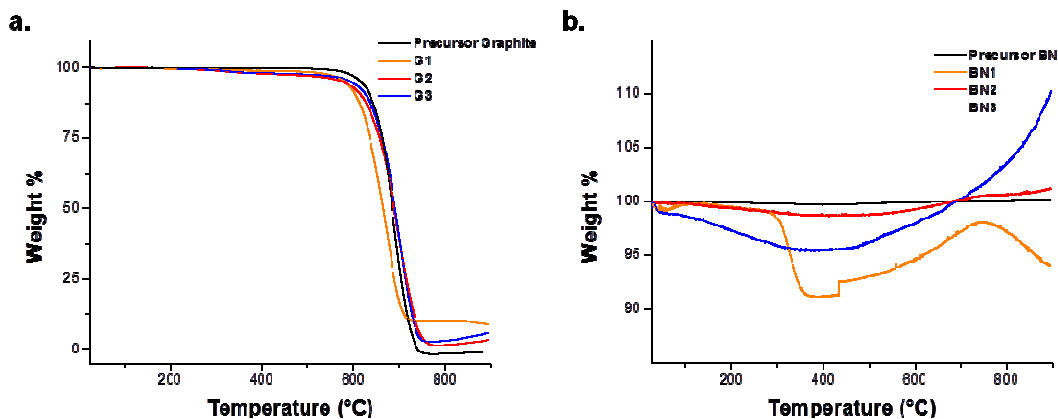 a.
Precursor Graphite
G1
G2
G3
100
75
50
25
0
Weight %
200
400
600
800
Temperature (°C)
b.
Precursor BN
BN1
BN2
BN3
110
105
100
95
90
Weight %
200
400
600
800
Temperature (°C)